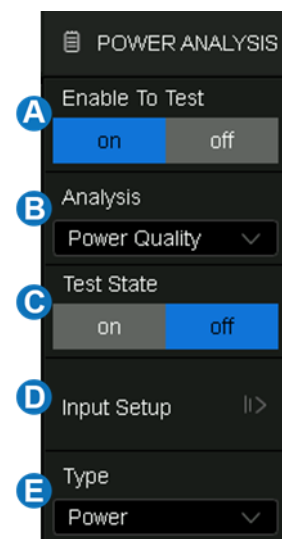 POWER ANALYSIS
A
Enable To Test
on off
B
Analysis
Power Quality
C
Test State
on off
D
Input Setup
E
Type
Power